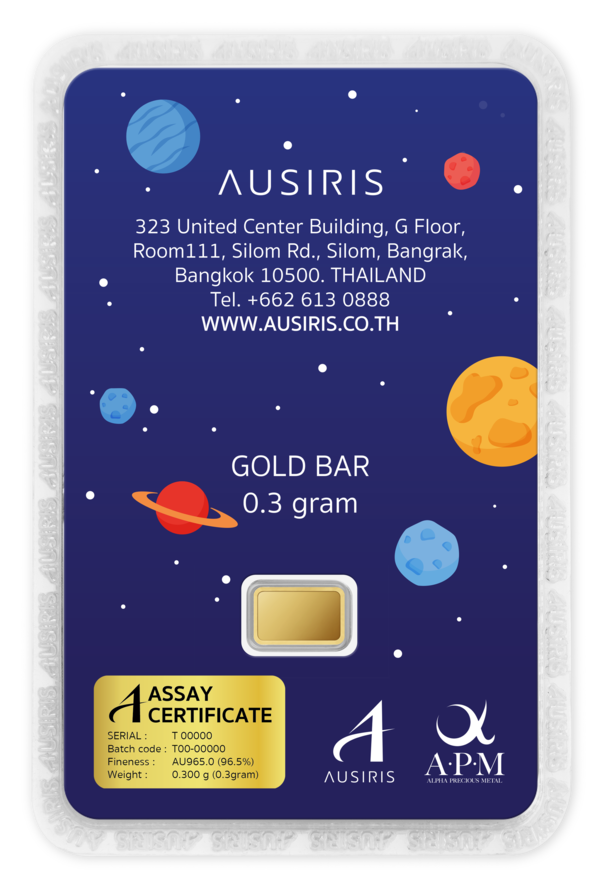 AUSIRIS
323 United Center Building, G Floor,
Room111, Silom Rd., Silom, Bangrak,
Bangkok 10500. THAILAND
Tel. +662 613 0888
WWW.AUSIRIS.CO.TH
GOLD BAR
0.3 gram
ASSAY
CERTIFICATE
SERIAL : T 00000
Batch code : T00-00000
Fineness : AU965.0 (96.5%)
Weight : 0.300 g (0.3gram)
AUSIRIS
A·P·M
ALPHA PRECIOUS METAL